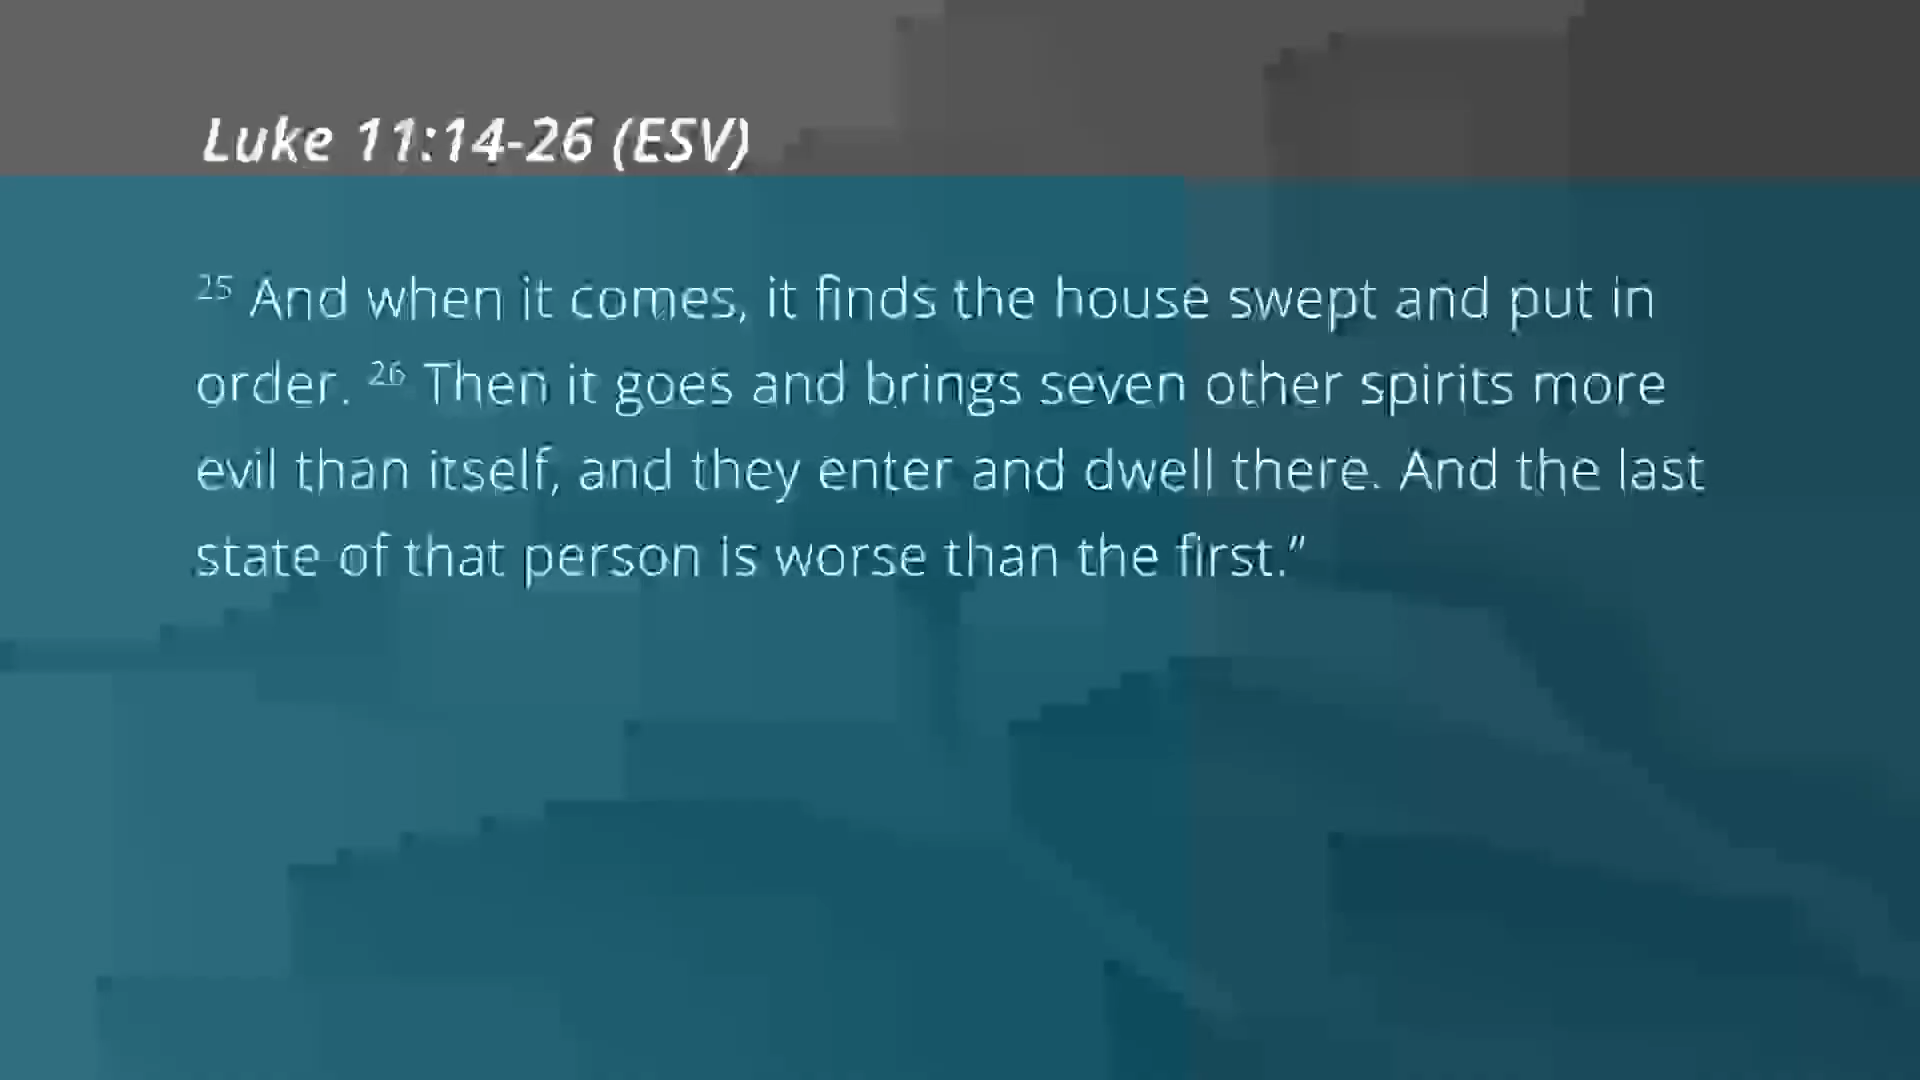 Luke 11:14-26 (ESV)
25 And when it comes, it finds the house swept and put in
order. 26 Then it goes and brings seven other spirits more
evil than itself, and they enter and dwell there. And the last
state of that person is worse than the first.”